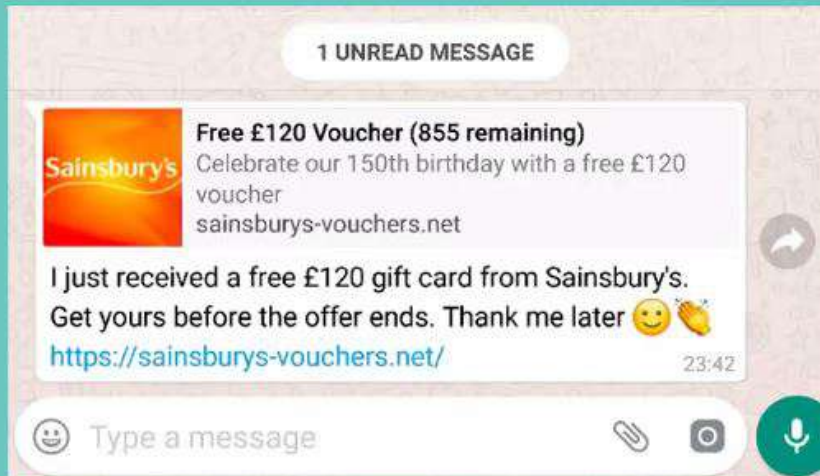 1 UNREAD MESSAGE
Sainsbury's
Free £120 Voucher (855 remaining)
Celebrate our 150th birthday with a free £120
voucher
sainsburys-vouchers.net
I just received a free £120 gift card from Sainsbury's.
Get yours before the offer ends. Thank me later 🙂👏
https://sainsburys-vouchers.net/
23:42
Type a message